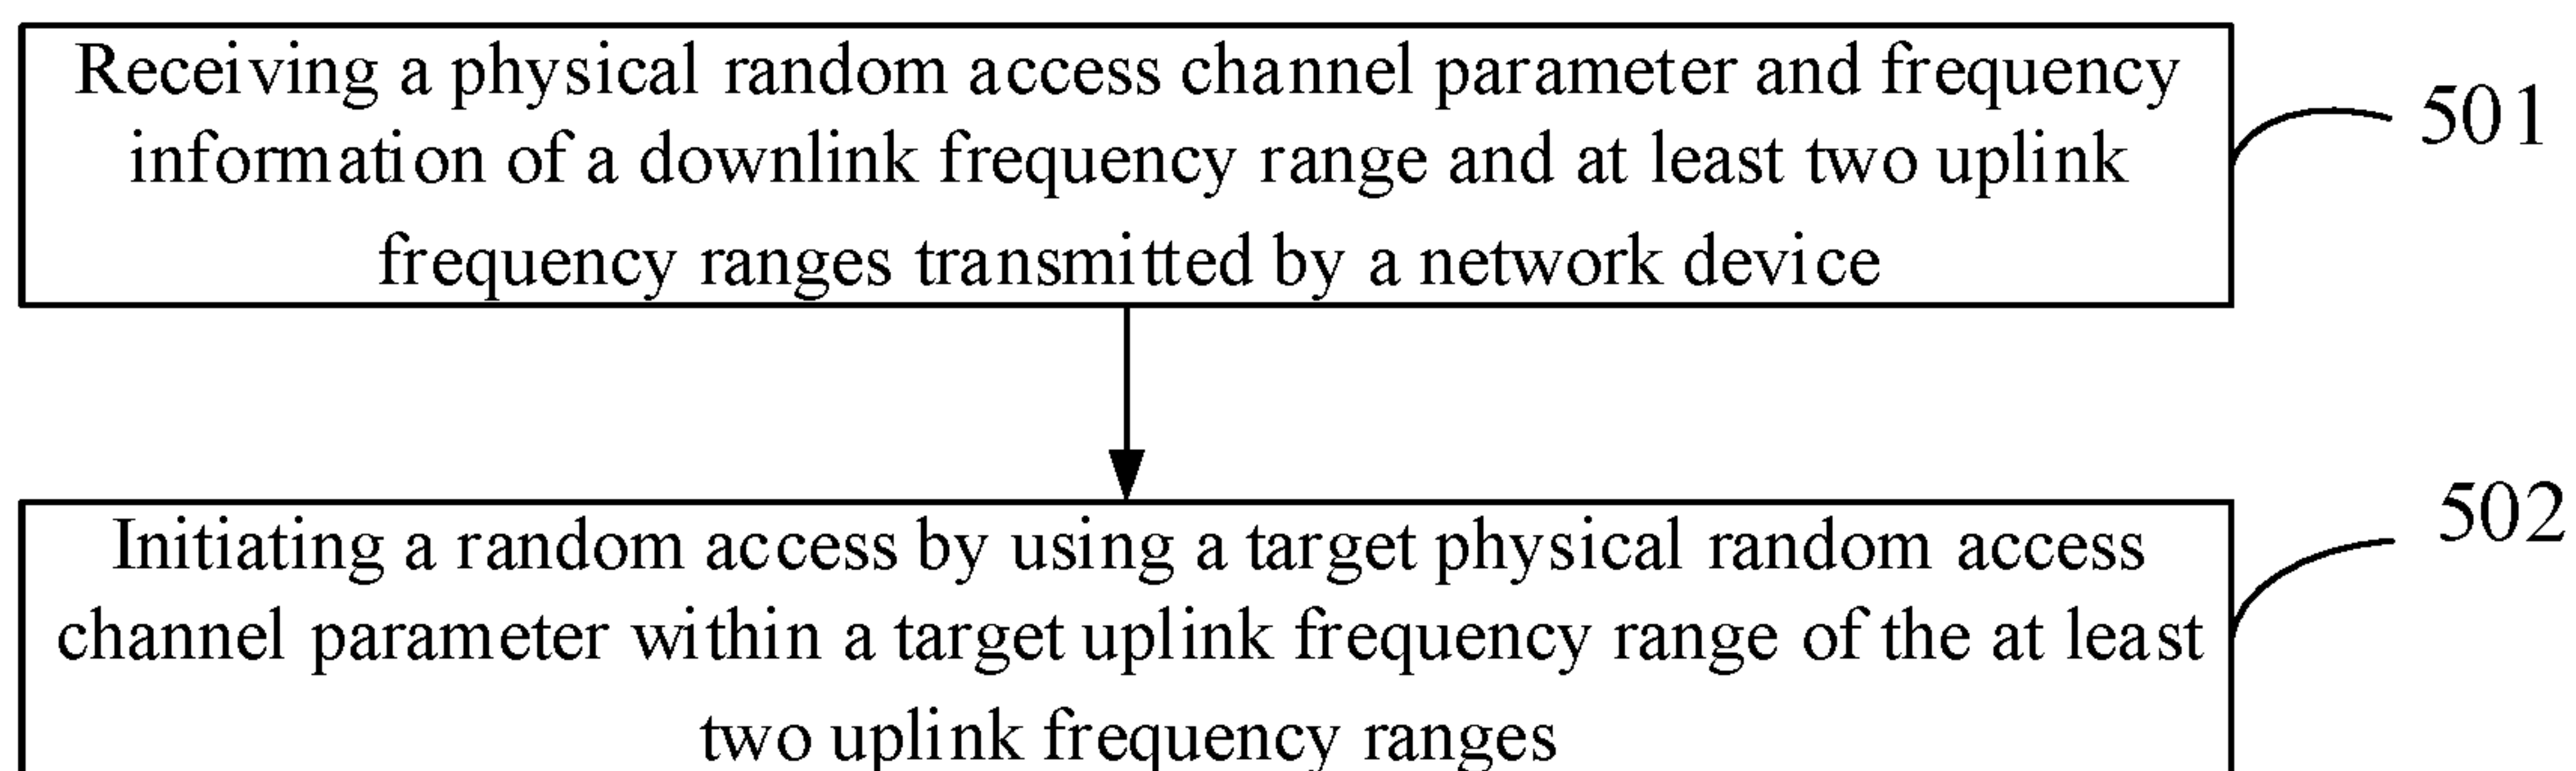 Receiving a physical random access channel parameter and frequency
information of a downlink frequency range and at least two uplink
frequency ranges transmitted by a network device
501
Initiating a random access by using a target physical random access
channel parameter within a target uplink frequency range of the at least
two uplink frequency ranges
502